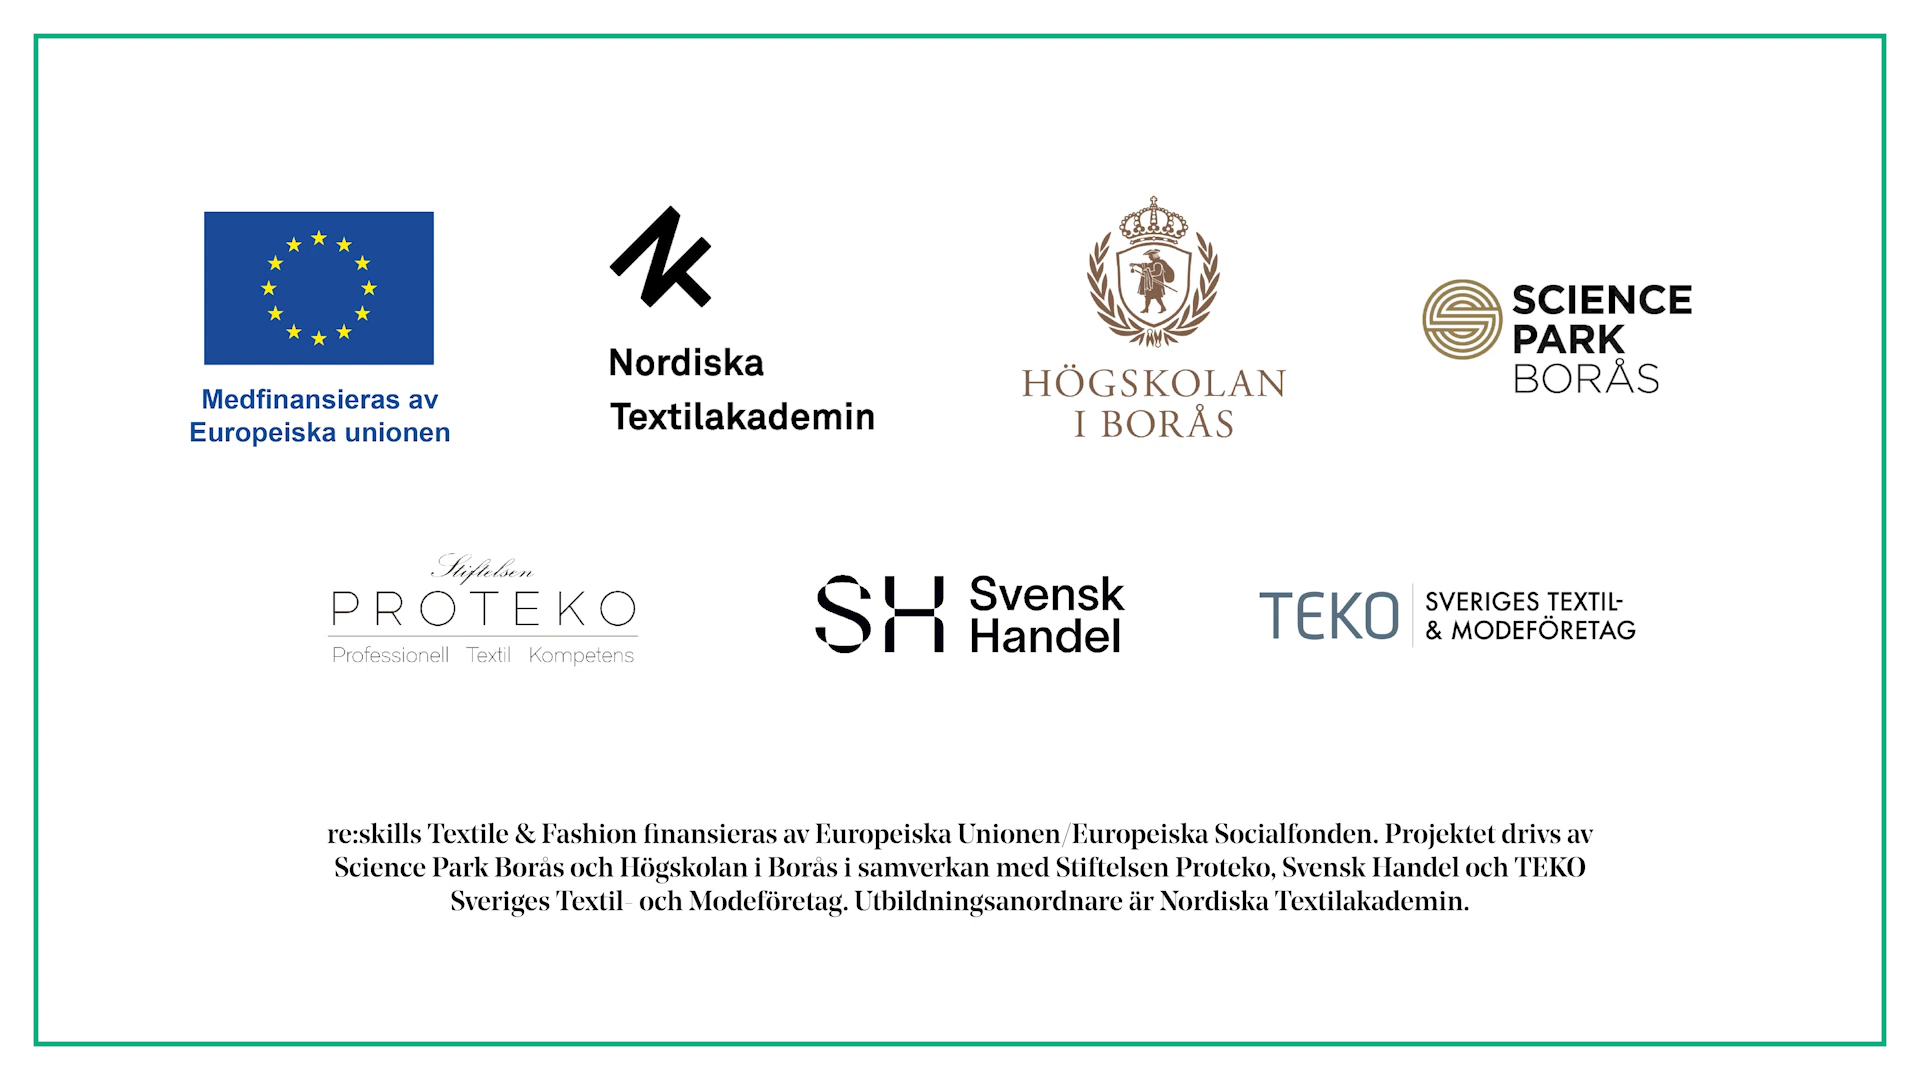 Medfinansieras av
Europeiska unionen
Nordiska
Textilakademin
HÖGSKOLAN
I BORÅS
SCIENCE
PARK
BORÅS
Stiftelsen
PROTEKO
Professionell Textil Kompetens
SH Svensk
Handel
TEKO SVERIGES TEXTIL-
& MODEFÖRETAG
re:skills Textile & Fashion finansieras av Europeiska Unionen/Europeiska Socialfonden. Projektet drivs av
Science Park Borås och Högskolan i Borås i samverkan med Stiftelsen Proteko, Svensk Handel och TEKO
Sveriges Textil- och Modeföretag. Utbildningsanordnare är Nordiska Textilakademin.